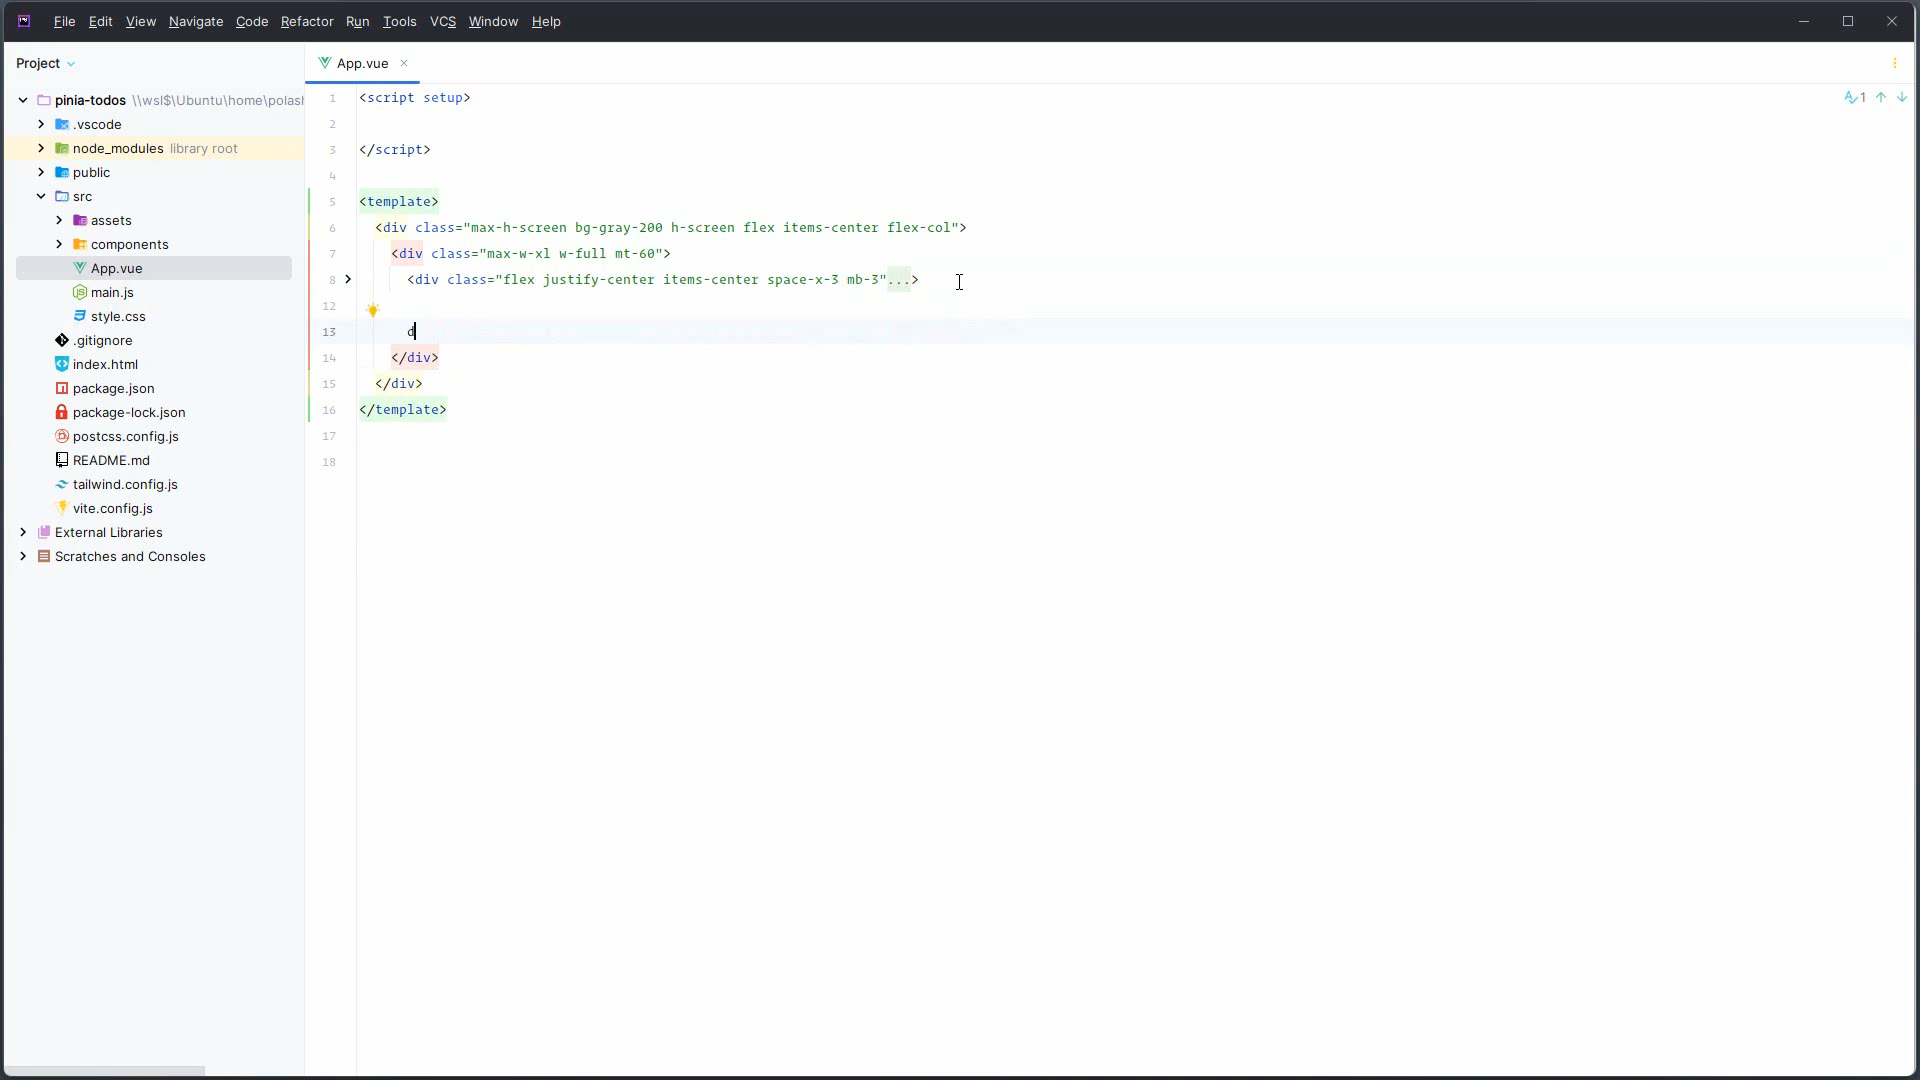 File Edit View Navigate Code Refactor Run Tools VCS Window Help
Project
App.vue
pinia-todos \\wsl$\Ubuntu\home\polas
.vscode
node_modules library root
public
src
assets
components
App.vue
main.js
style.css
.gitignore
index.html
package.json
package-lock.json
postcss.config.js
README.md
tailwind.config.js
vite.config.js
External Libraries
Scratches and Consoles
1 <script setup>
2
3 </script>
4
5 <template>
6 <div class="max-h-screen bg-gray-200 h-screen flex items-center flex-col">
7 <div class="max-w-xl w-full mt-60">
8 <div class="flex justify-center items-center space-x-3 mb-3"...>
12
13 d
14 </div>
15 </div>
16 </template>
17
18
1